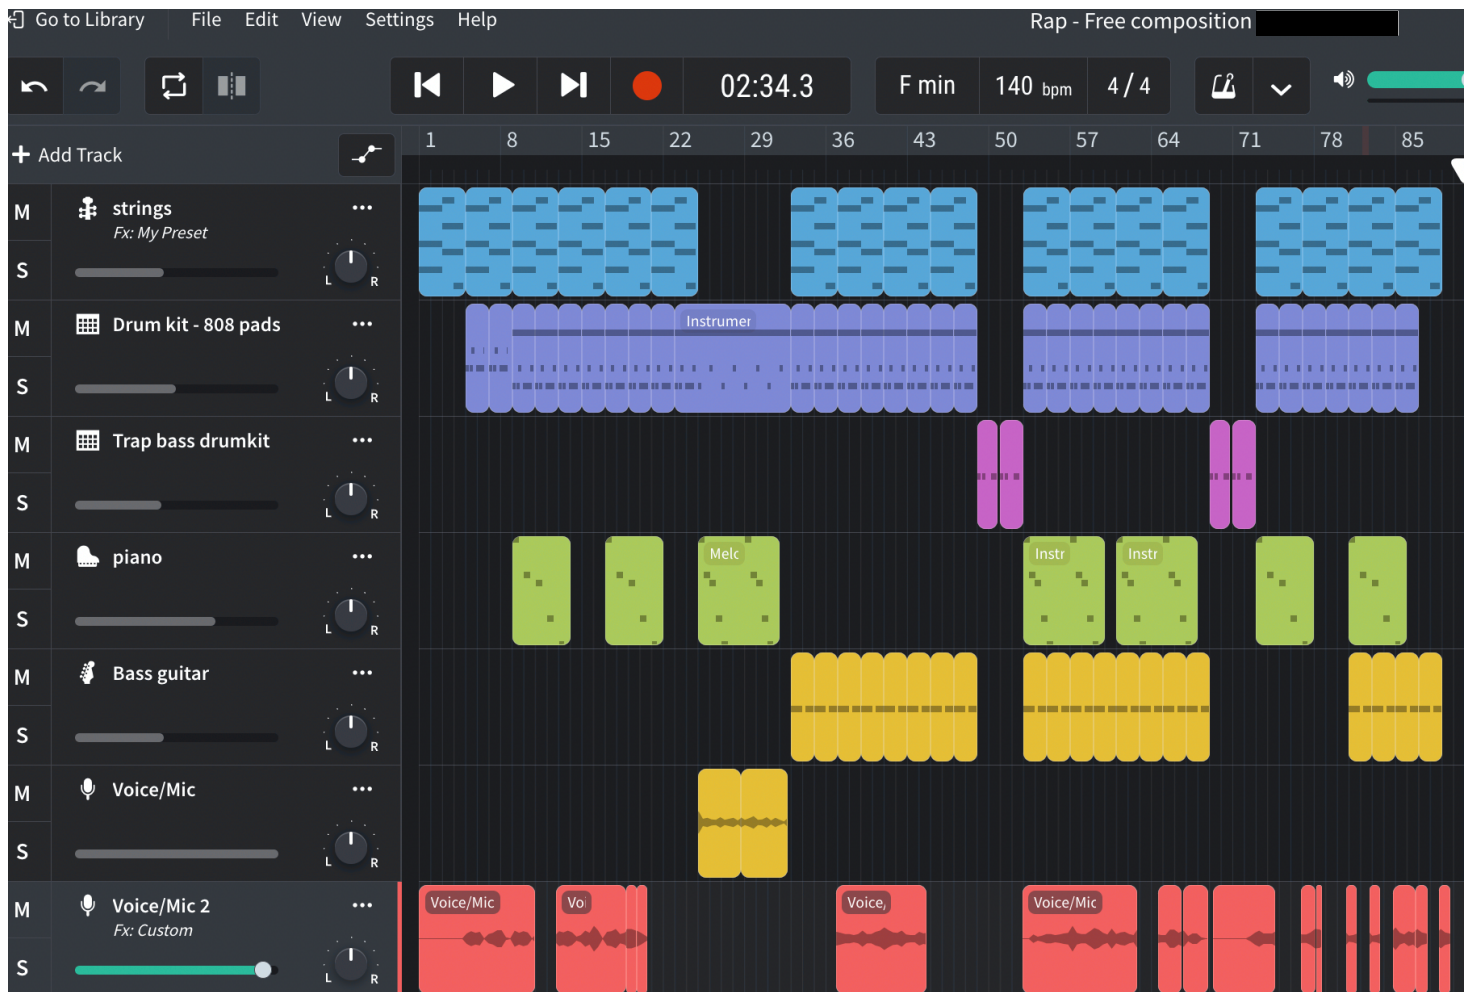 Go to Library File Edit View Settings Help Rap - Free composition
02:34.3 F min 140 bpm 4 / 4
+ Add Track 1 8 15 22 29 36 43 50 57 64 71 78 85
M strings ...
Fx: My Preset
S L R
M Drum kit - 808 pads ... Instrumer
S L R
M Trap bass drumkit ...
S L R
M piano ... Melc Instr Instr
S L R
M Bass guitar ...
S L R
M Voice/Mic ...
S L R
M Voice/Mic 2 ... Voice/Mic Voi Voice, Voice/Mic
Fx: Custom
S L R